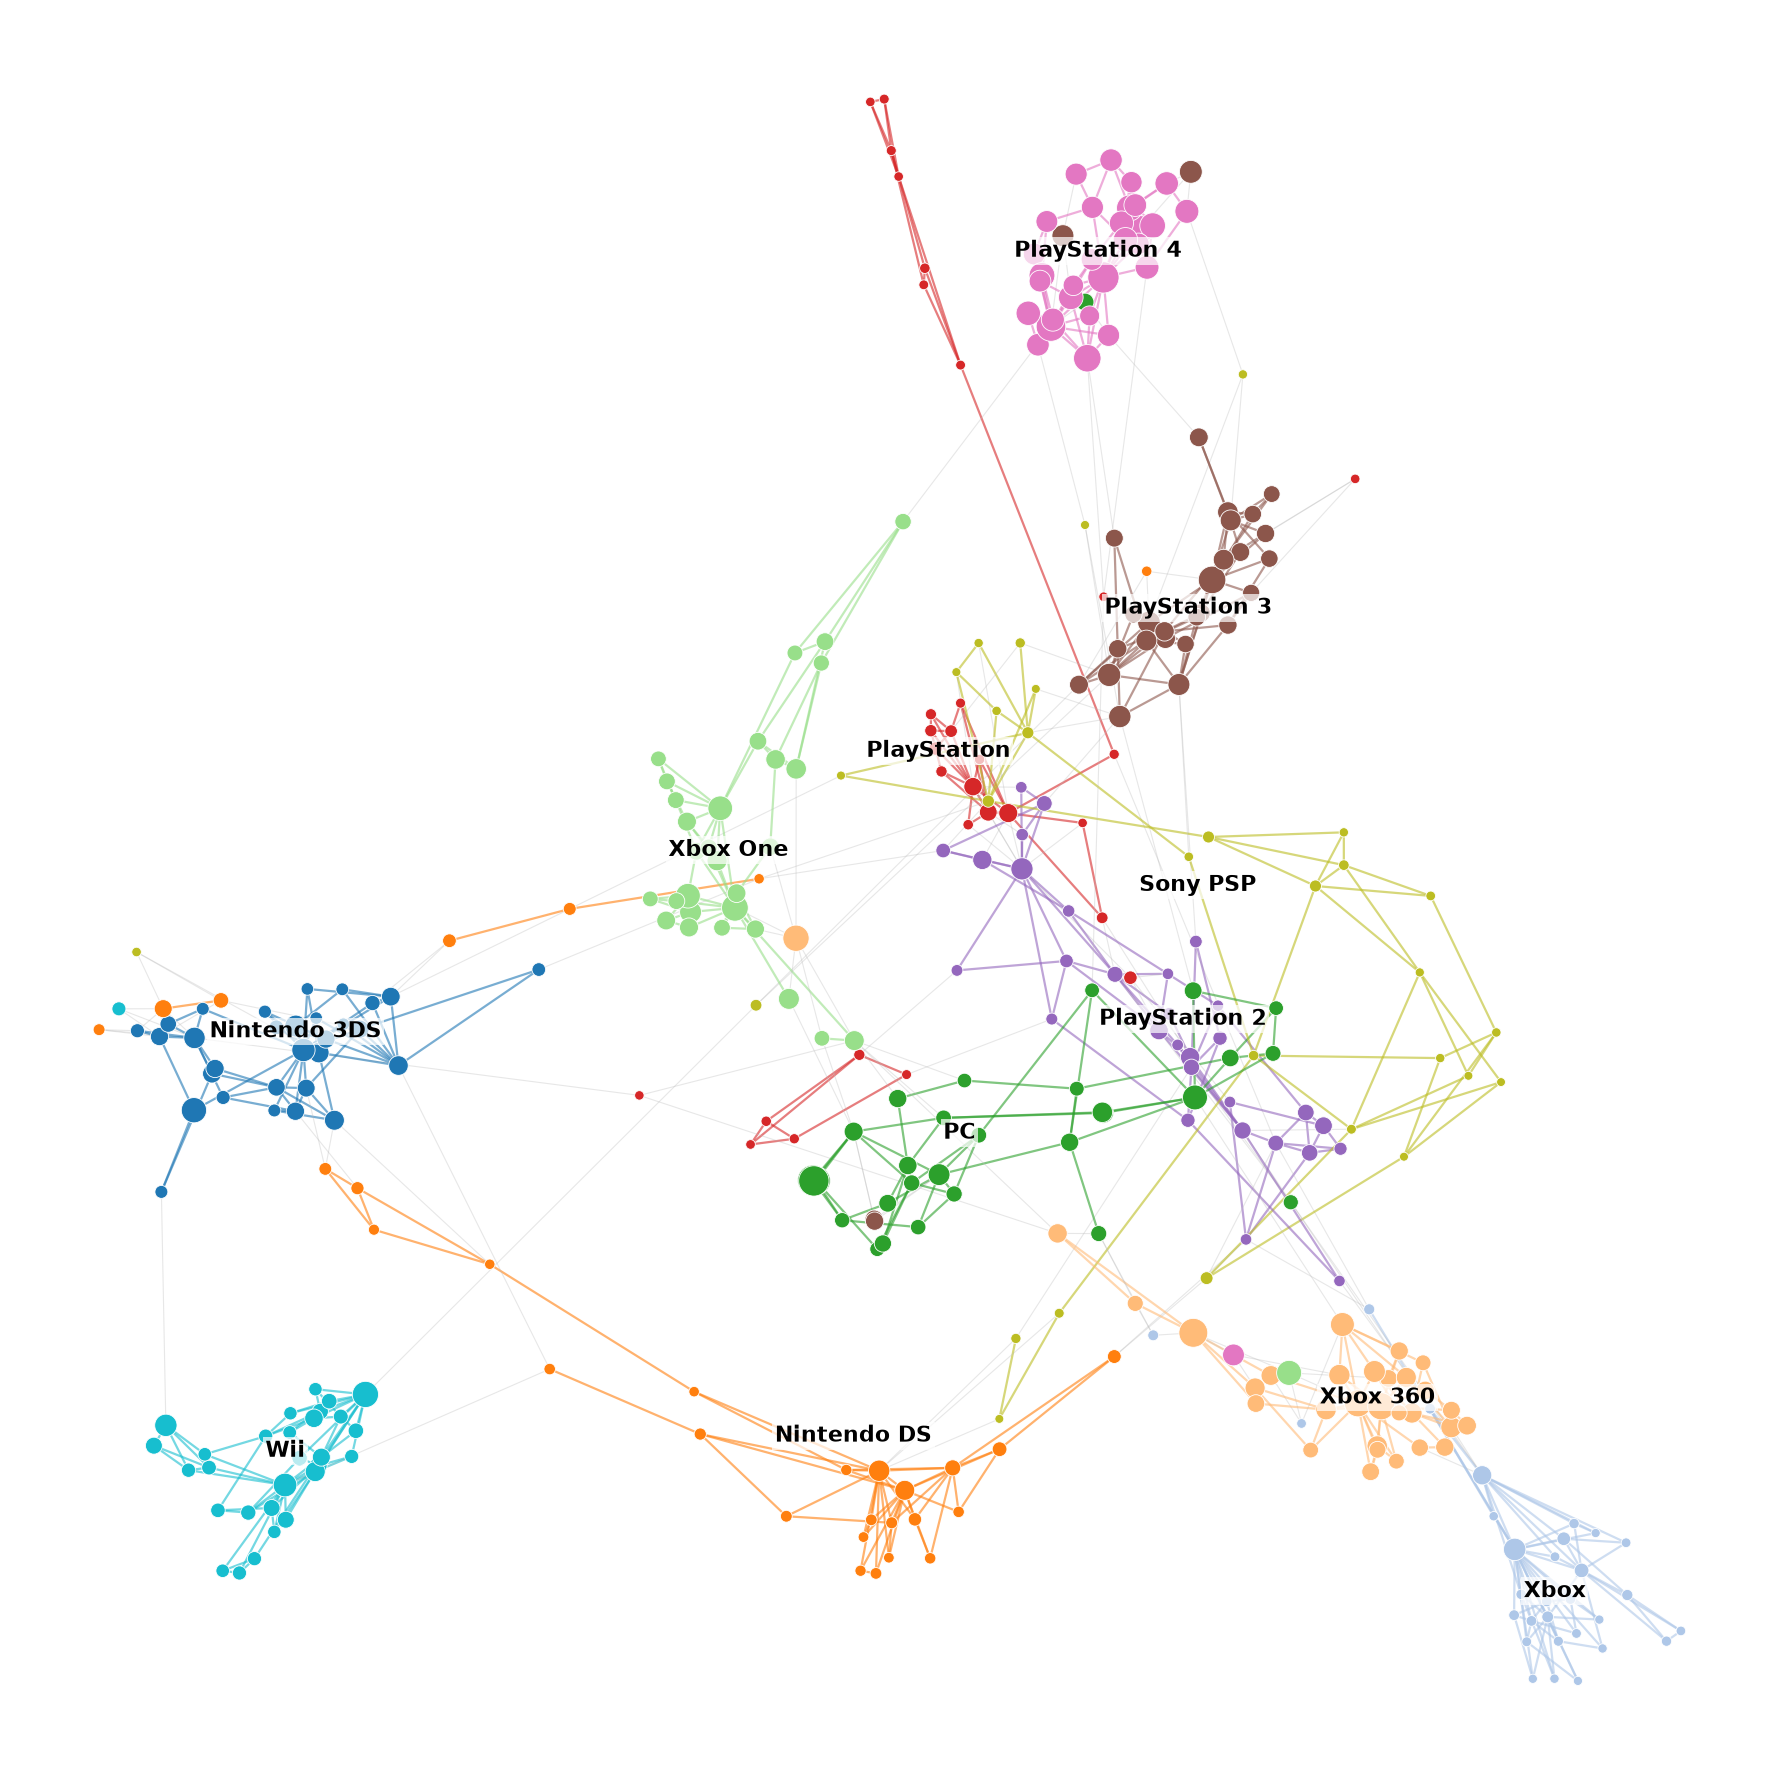 PlayStation 4
PlayStation 3
PlayStation
Xbox One
Sony PSP
PlayStation 2
Nintendo 3DS
PC
Xbox 360
Nintendo DS
Wii
Xbox